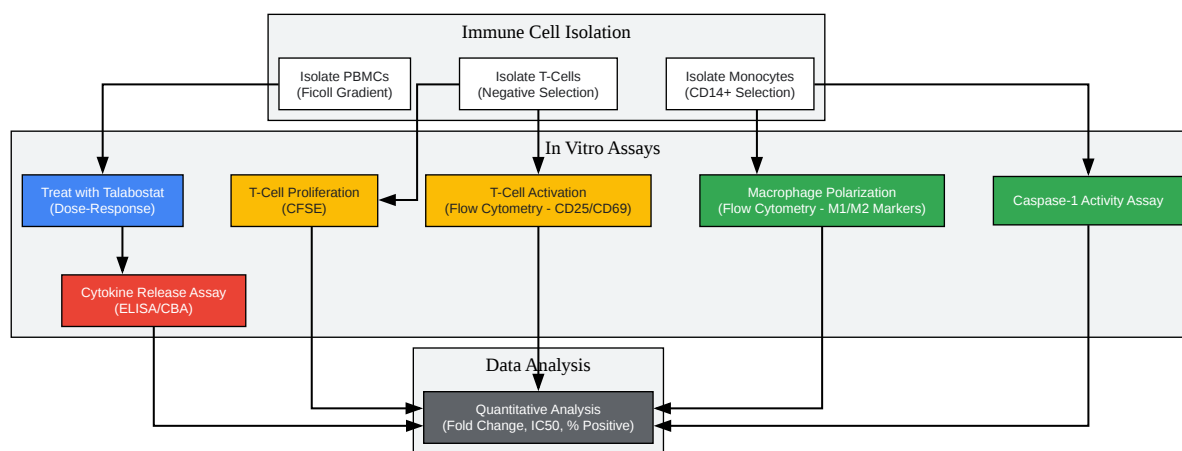 Immune Cell Isolation
Isolate PBMCs
(Ficoll Gradient)
Isolate T-Cells
(Negative Selection)
Isolate Monocytes
(CD14+ Selection)
In Vitro Assays
Treat with Talabostat
(Dose-Response)
T-Cell Proliferation
(CFSE)
T-Cell Activation
(Flow Cytometry - CD25/CD69)
Macrophage Polarization
(Flow Cytometry - M1/M2 Markers)
Caspase-1 Activity Assay
Cytokine Release Assay
(ELISA/CBA)
Data Analysis
Quantitative Analysis
(Fold Change, IC50, % Positive)